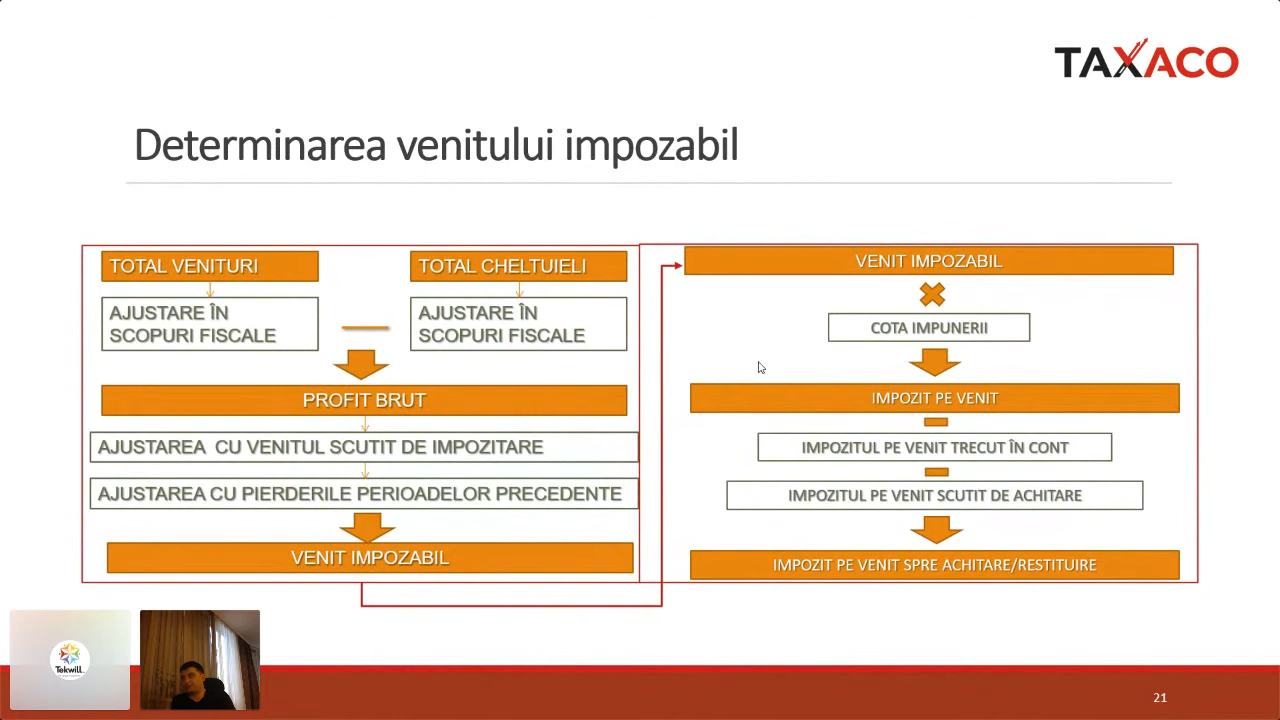 TAXACO
Determinarea venitului impozabil
TOTAL VENITURI
TOTAL CHELTUIELI
AJUSTARE ÎN
SCOPURI FISCALE
AJUSTARE ÎN
SCOPURI FISCALE
PROFIT BRUT
AJUSTAREA CU VENITUL SCUTIT DE IMPOZITARE
AJUSTAREA CU PIERDERILE PERIOADELOR PRECEDENTE
VENIT IMPOZABIL
VENIT IMPOZABIL
COTA IMPUNERII
IMPOZIT PE VENIT
IMPOZITUL PE VENIT TRECUT ÎN CONT
IMPOZITUL PE VENIT SCUTIT DE ACHITARE
IMPOZIT PE VENIT SPRE ACHITARE/RESTITUIRE
Tekwill
21